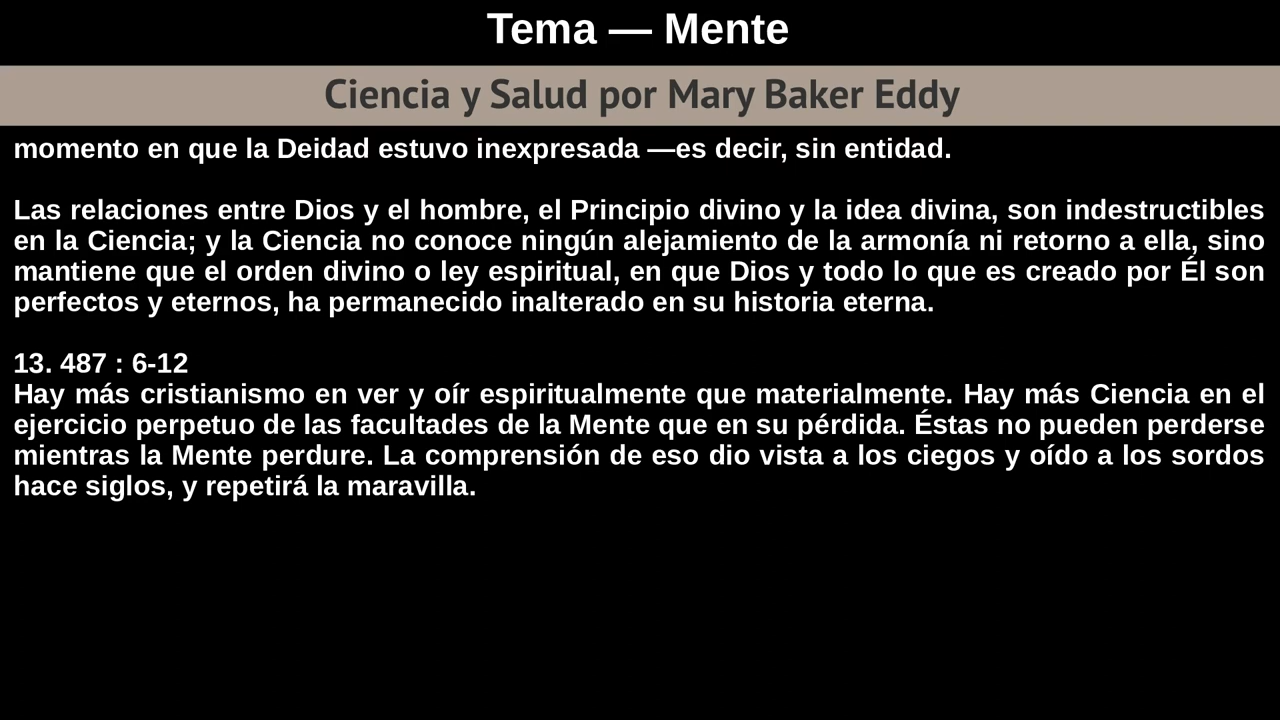 Tema — Mente
Ciencia y Salud por Mary Baker Eddy
momento en que la Deidad estuvo inexpresada —es decir, sin entidad.
Las relaciones entre Dios y el hombre, el Principio divino y la idea divina, son indestructibles
en la Ciencia; y la Ciencia no conoce ningún alejamiento de la armonía ni retorno a ella, sino
mantiene que el orden divino o ley espiritual, en que Dios y todo lo que es creado por Él son
perfectos y eternos, ha permanecido inalterado en su historia eterna.
13. 487 : 6-12
Hay más cristianismo en ver y oír espiritualmente que materialmente. Hay más Ciencia en el
ejercicio perpetuo de las facultades de la Mente que en su pérdida. Éstas no pueden perderse
mientras la Mente perdure. La comprensión de eso dio vista a los ciegos y oído a los sordos
hace siglos, y repetirá la maravilla.